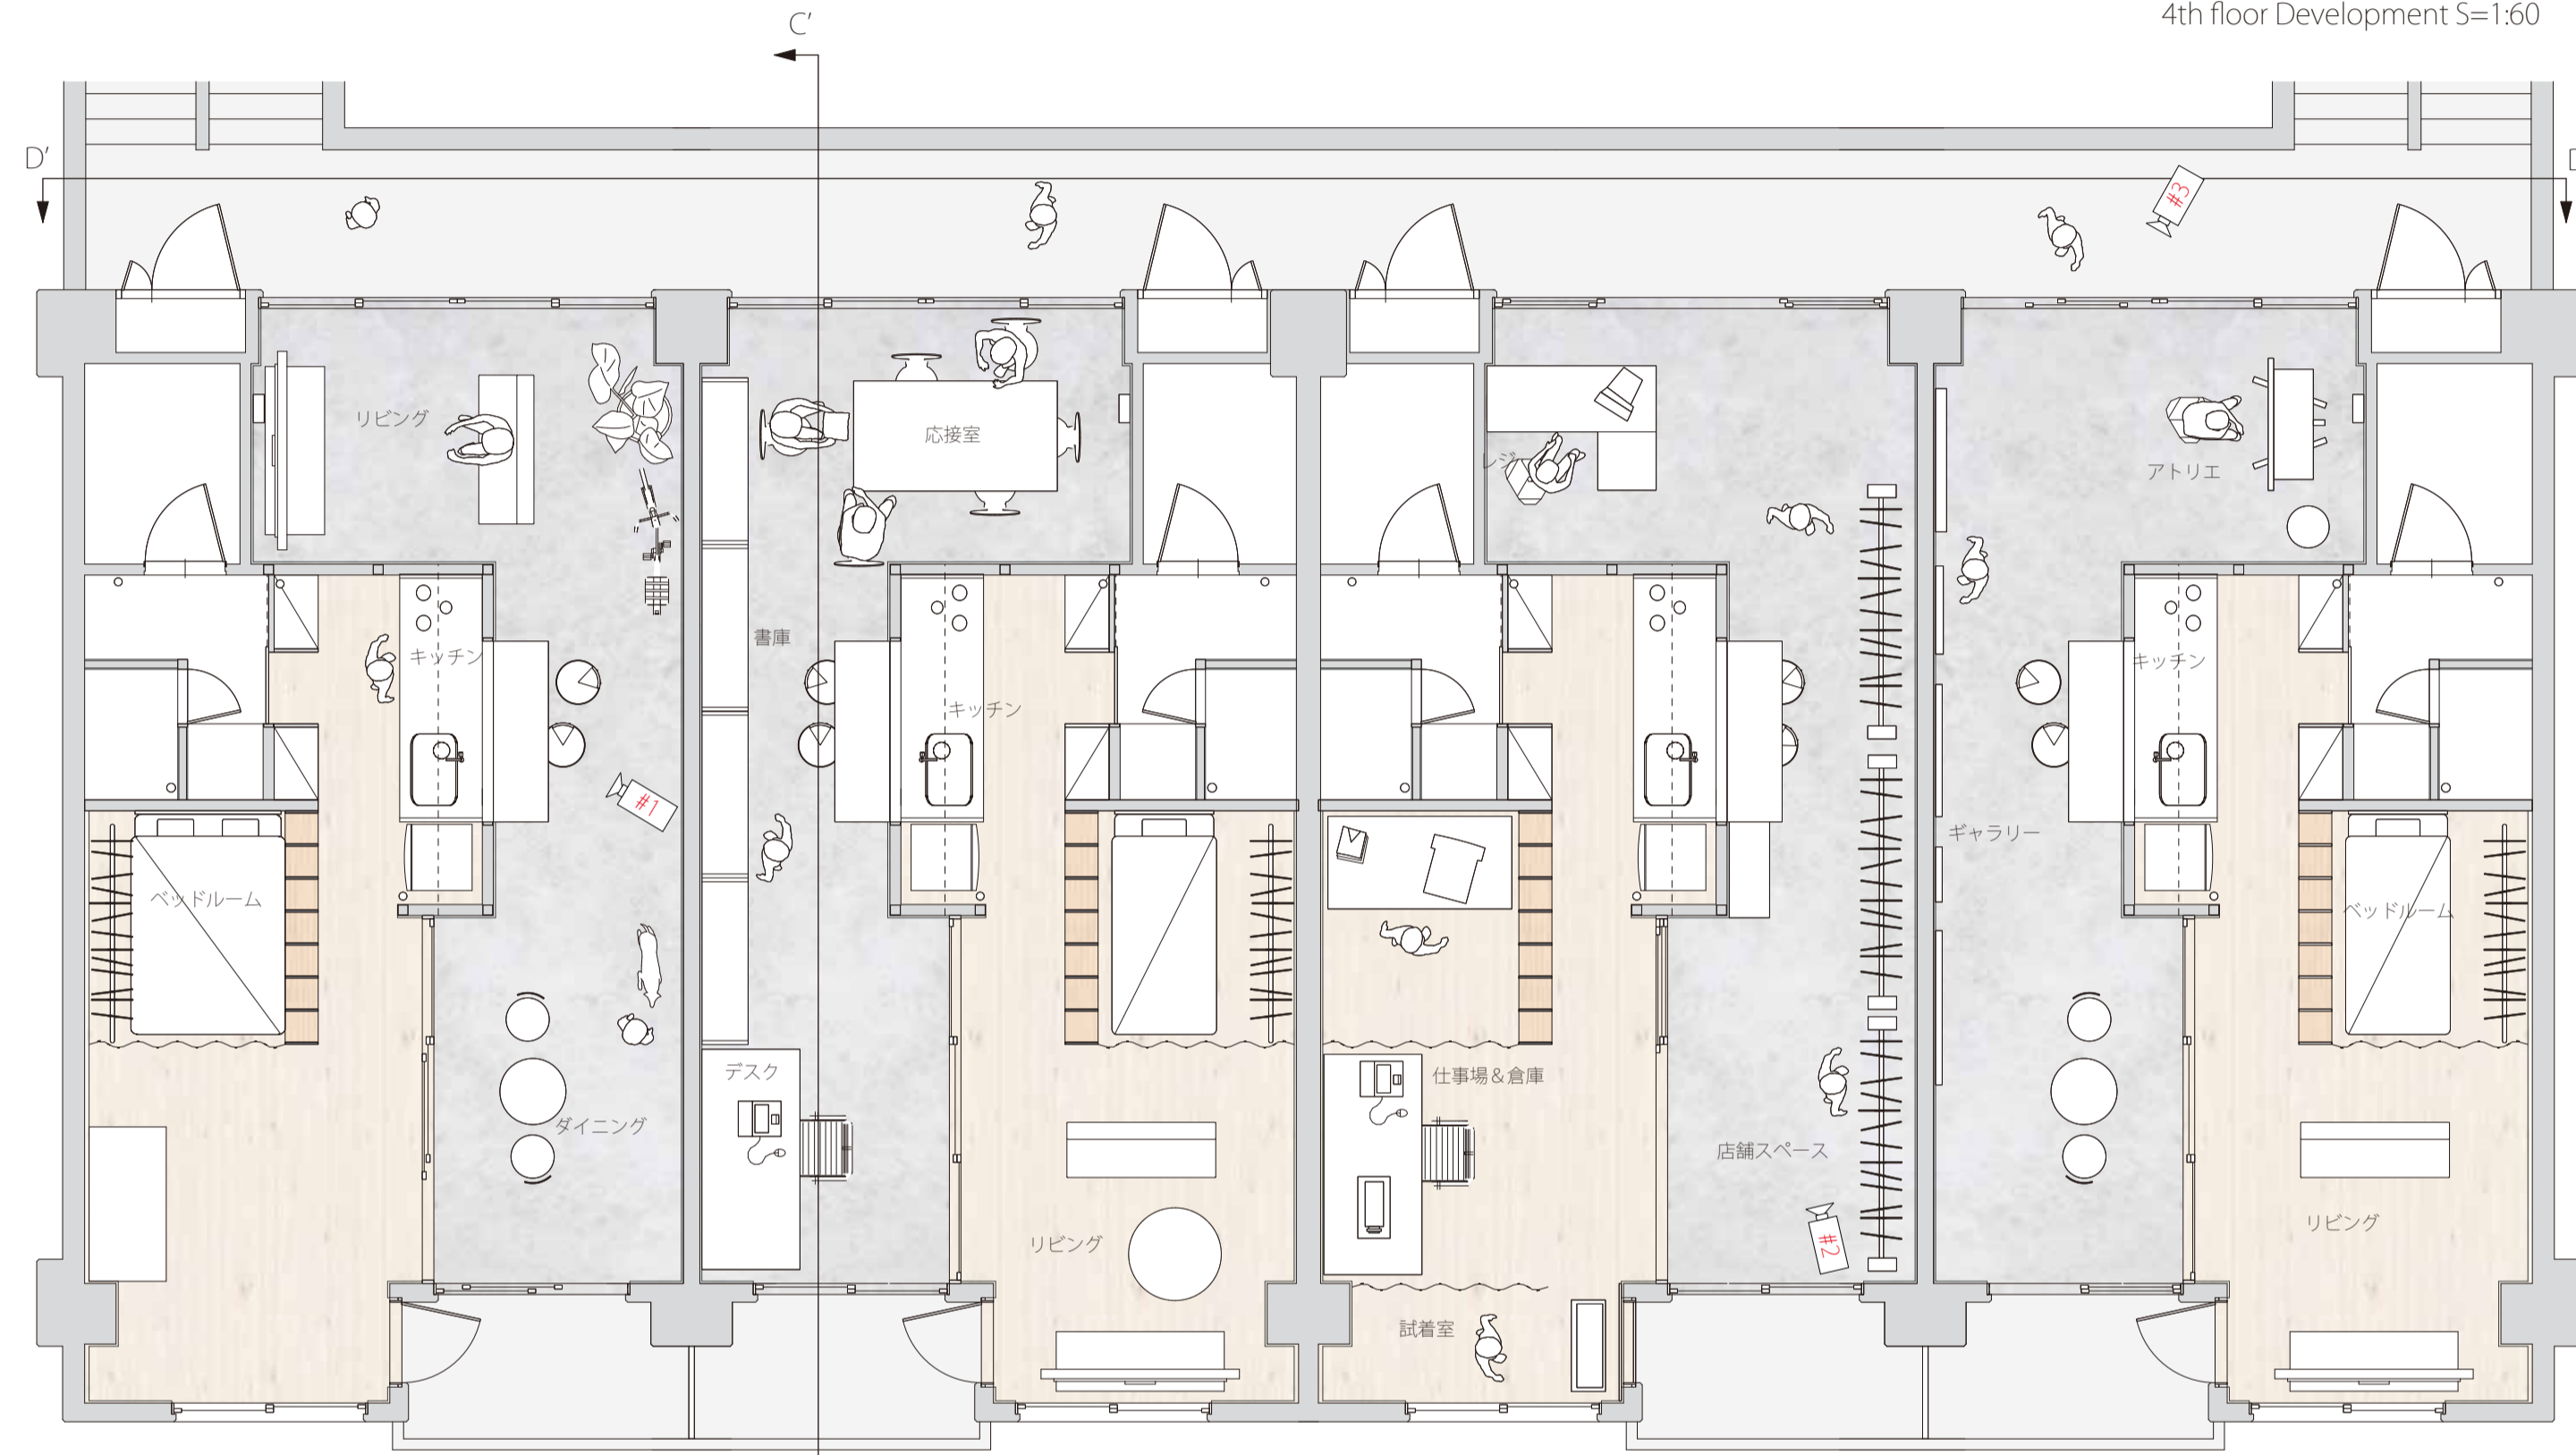 4th floor Development S=1:60
C'
D'
#3
リビング
応接室
レジ
アトリエ
キッチン
書庫
キッチン
キッチン
#1
ギャラリー
ベッドルーム
ベッドルーム
デスク
仕事場＆倉庫
ダイニング
店舗スペース
リビング
#2
リビング
試着室